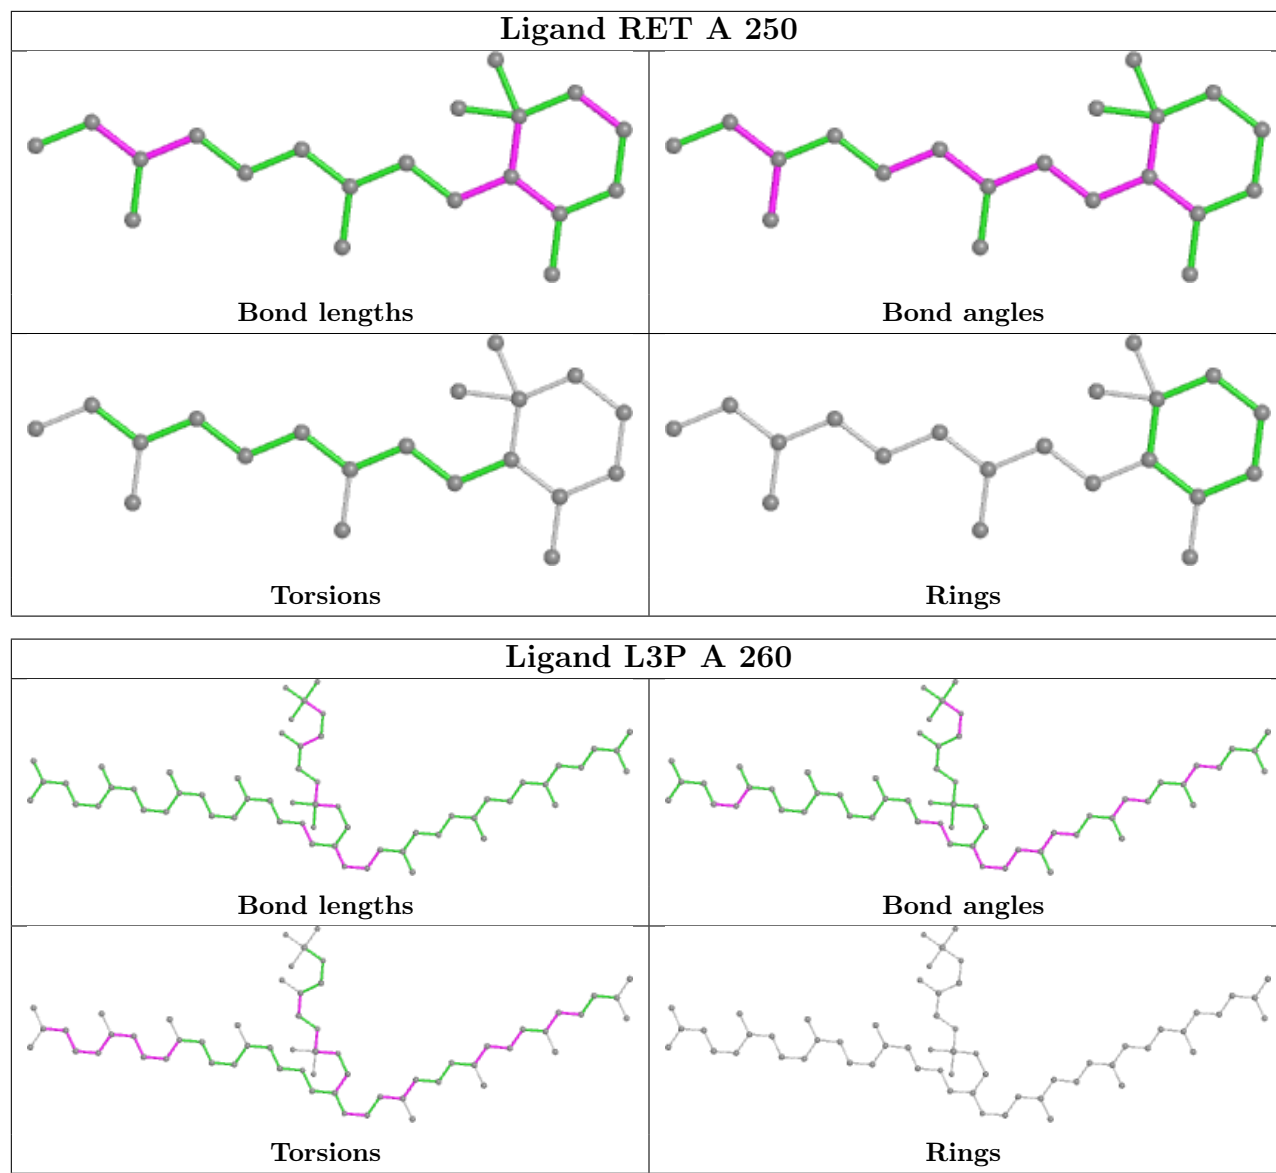 Ligand RET A 250
Bond lengths
Bond angles
Torsions
Rings
Ligand L3P A 260
Bond lengths
Bond angles
Torsions
Rings